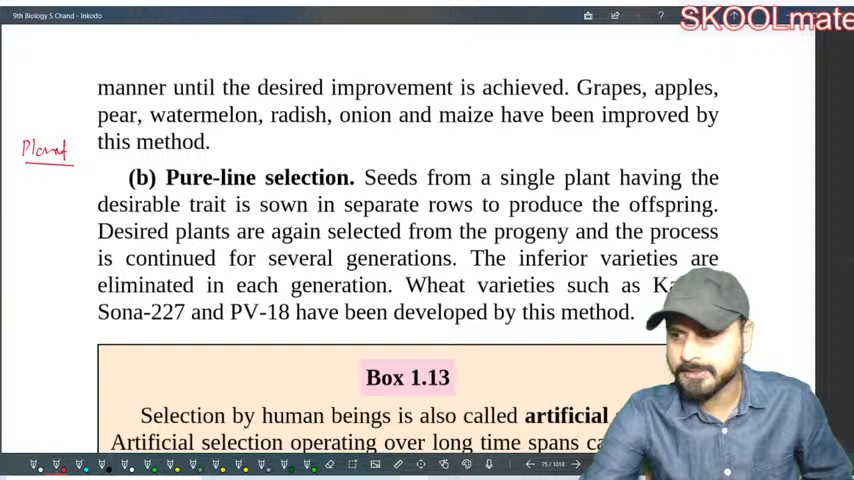 9th Biology S Chand - Inkodo
SKOOLmate
manner until the desired improvement is achieved. Grapes, apples,
pear, watermelon, radish, onion and maize have been improved by
Plant
this method.
(b) Pure-line selection. Seeds from a single plant having the
desirable trait is sown in separate rows to produce the offspring.
Desired plants are again selected from the progeny and the process
is continued for several generations. The inferior varieties are
eliminated in each generation. Wheat varieties such as
Sona-227 and PV-18 have been developed by this method.
Box 1.13
Selection by human beings is also called artificial
Artificial selection operating over long time spans
75 / 1018